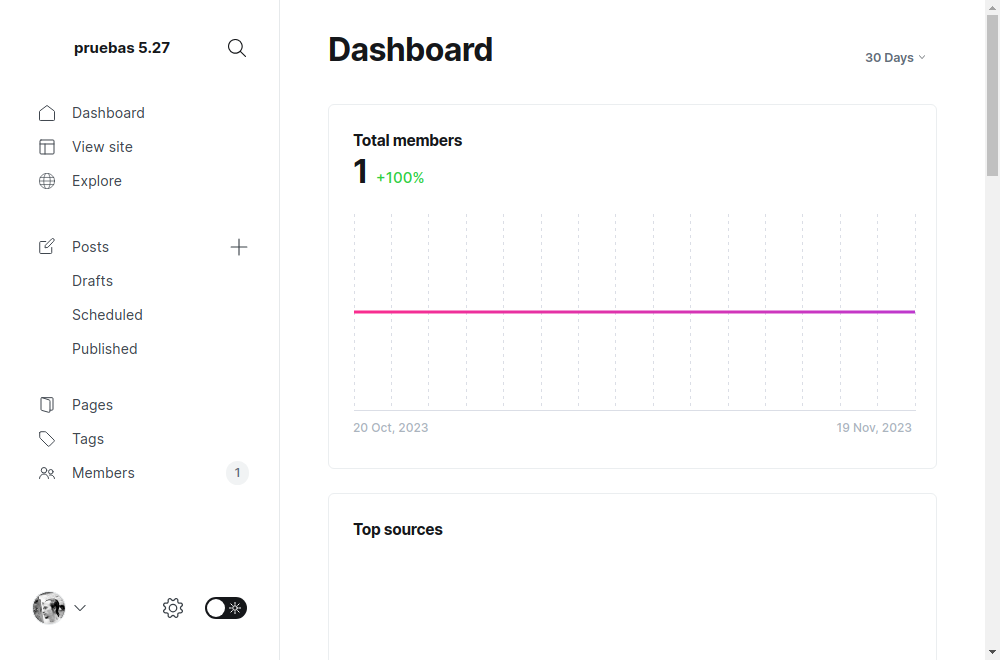 pruebas 5.27
Dashboard
View site
Explore
Posts
Drafts
Scheduled
Published
Pages
Tags
Members
1
Dashboard
30 Days
Total members
1 +100%
20 Oct, 2023
19 Nov, 2023
Top sources